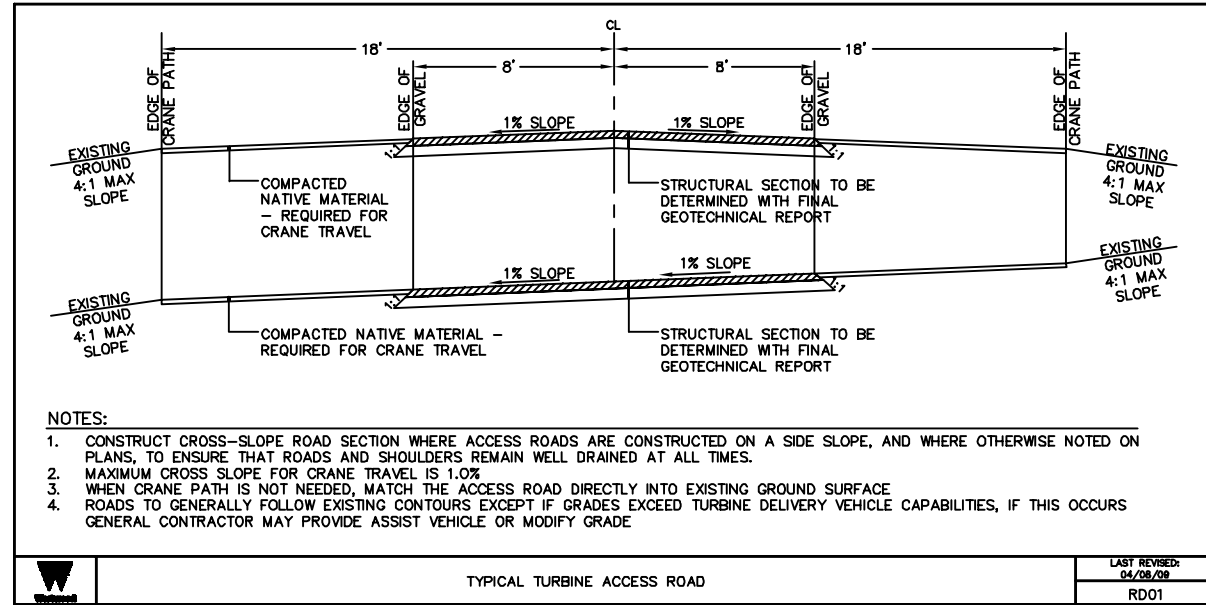 CL
18'
18'
8'
8'
EDGE OF
CRANE PATH
EDGE OF
GRAVEL
EDGE OF
GRAVEL
EDGE OF
CRANE PATH
1% SLOPE
1% SLOPE
EXISTING
GROUND
4:1 MAX
SLOPE
1:1
1:1
EXISTING
GROUND
4:1 MAX
SLOPE
COMPACTED
NATIVE MATERIAL
– REQUIRED FOR
CRANE TRAVEL
STRUCTURAL SECTION TO BE
DETERMINED WITH FINAL
GEOTECHNICAL REPORT
1% SLOPE
1% SLOPE
EXISTING
GROUND
4:1 MAX
SLOPE
1:1
1:1
EXISTING
GROUND
4:1 MAX
SLOPE
COMPACTED NATIVE MATERIAL –
REQUIRED FOR CRANE TRAVEL
STRUCTURAL SECTION TO BE
DETERMINED WITH FINAL
GEOTECHNICAL REPORT
NOTES:
1. CONSTRUCT CROSS–SLOPE ROAD SECTION WHERE ACCESS ROADS ARE CONSTRUCTED ON A SIDE SLOPE, AND WHERE OTHERWISE NOTED ON
PLANS, TO ENSURE THAT ROADS AND SHOULDERS REMAIN WELL DRAINED AT ALL TIMES.
2. MAXIMUM CROSS SLOPE FOR CRANE TRAVEL IS 1.0%
3. WHEN CRANE PATH IS NOT NEEDED, MATCH THE ACCESS ROAD DIRECTLY INTO EXISTING GROUND SURFACE
4. ROADS TO GENERALLY FOLLOW EXISTING CONTOURS EXCEPT IF GRADES EXCEED TURBINE DELIVERY VEHICLE CAPABILITIES, IF THIS OCCURS
GENERAL CONTRACTOR MAY PROVIDE ASSIST VEHICLE OR MODIFY GRADE
Westwood
TYPICAL TURBINE ACCESS ROAD
LAST REVISED:
04/08/09
RD01